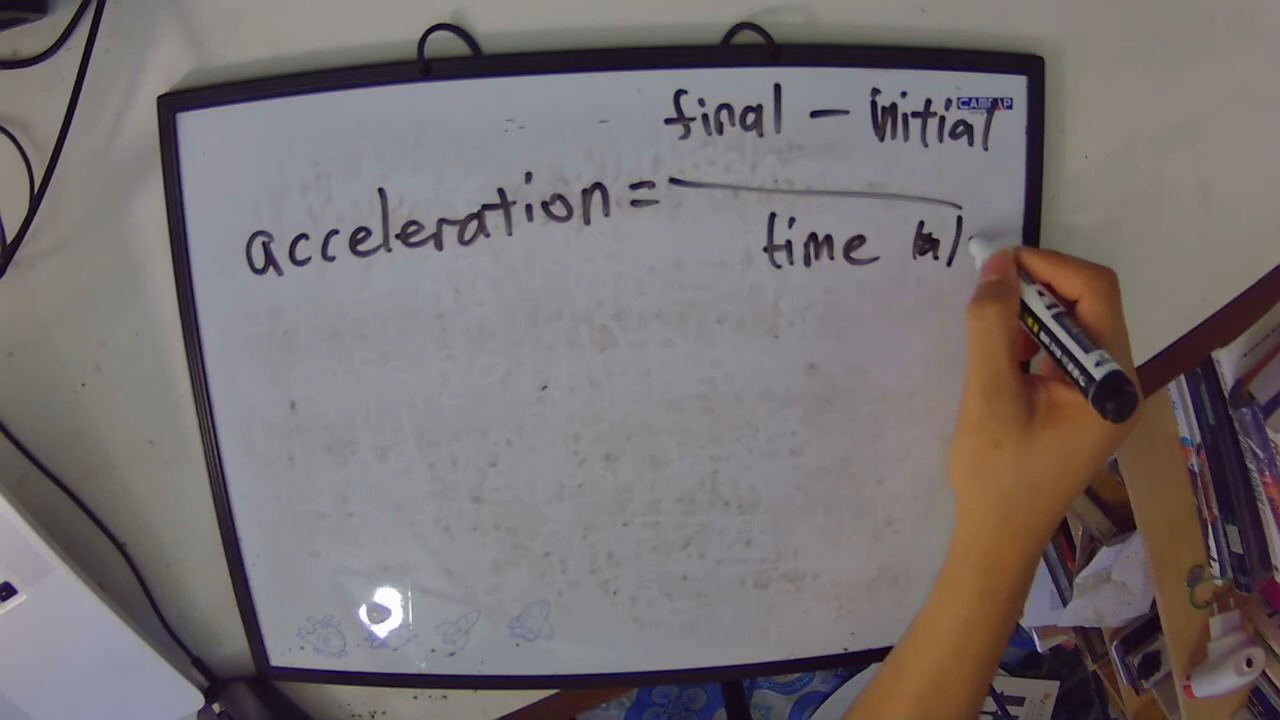 final - initial
acceleration =
time